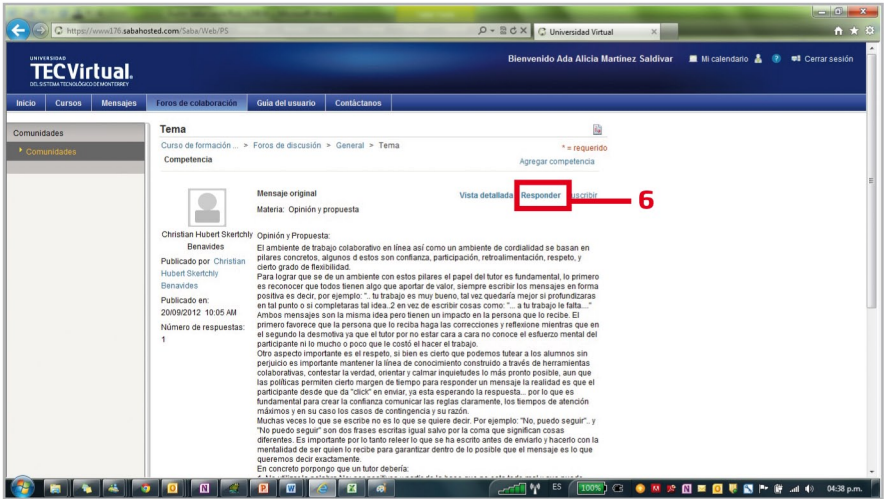 https://www176.sabahosted.com/Saba/Web/PS
Universidad Virtual
UNIVERSIDAD
TECVirtual.
DEL SISTEMA TECNOLÓGICO DE MONTERREY
Bienvenido Ada Alicia Martínez Saldívar
Mi calendario
Cerrar sesión
Inicio Cursos Mensajes Foros de colaboración Guía del usuario Contáctanos
Comunidades
Comunidades
Tema
Curso de formación ... > Foros de discusión > General > Tema
* = requerido
Competencia
Agregar competencia
Mensaje original
Vista detallada Responder
6
Materia: Opinión y propuesta
Christian Hubert Skertchly
Benavides
Publicado por Christian
Hubert Skertchly
Benavides
Publicado en:
20/09/2012 10:05 AM
Número de respuestas:
1
Opinión y Propuesta:
El ambiente de trabajo colaborativo en línea así como un ambiente de cordialidad se basan en
pilares concretos, algunos d estos son confianza, participación, retroalimentación, respeto, y
cierto grado de flexibilidad.
Para lograr que se de un ambiente con estos pilares el papel del tutor es fundamental, lo primero
es reconocer que todos tienen algo que aportar de valor, siempre escribir los mensajes en forma
positiva es decir, por ejemplo: ".. tu trabajo es muy bueno, tal vez quedaría mejor si profundizaras
en tal punto o si completaras tal idea..2 en vez de escribir cosas como: "... a tu trabajo le falta...."
Ambos mensajes son la misma idea pero tienen un impacto en la persona que lo recibe. El
primero favorece que la persona que lo reciba haga las correcciones y reflexione mientras que en
el segundo la desmotiva ya que el tutor por no estar cara a cara no conoce el esfuerzo mental del
participante ni lo mucho o poco que le costó el hacer el trabajo.
Otro aspecto importante es el respeto, si bien es cierto que podemos tutear a los alumnos sin
perjuicio es importante mantener la línea de conocimiento construido a través de herramientas
colaborativas, contestar la verdad, orientar y calmar inquietudes lo más pronto posible, aun que
las políticas permiten cierto margen de tiempo para responder un mensaje la realidad es que el
participante desde que da "click" en enviar, ya esta esperando la respuesta... por lo que es
fundamental para crear la confianza comunicar las reglas claramente, los tiempos de atención
máximos y en su caso los casos de contingencia y su razón.
Muchas veces lo que se escribe no es lo que se quiere decir. Por ejemplo: "No, puedo seguir".. y
"No puedo seguir" son dos frases escritas igual salvo por la coma que significan cosas
diferentes. Es importante por lo tanto releer lo que se ha escrito antes de enviarlo y hacerlo con la
mentalidad de ser quien lo recibe para garantizar dentro de lo posible que el mensaje es lo que
queremos decir exactamente.
En concreto porpongo que un tutor debería:
ES
100%
04:38 p.m.